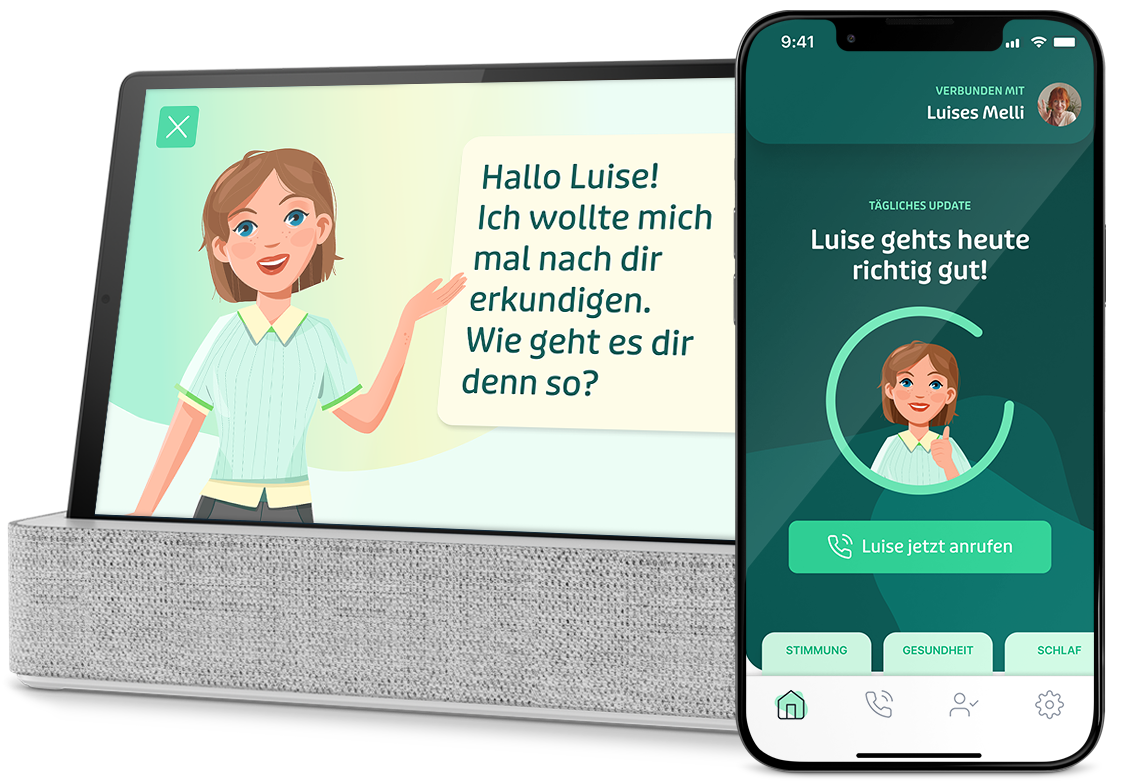 Hallo Luise!
Ich wollte mich
mal nach dir
erkundigen.
Wie geht es dir
denn so?
9:41
VERBUNDEN MIT
Luises Melli
TÄGLICHES UPDATE
Luise gehts heute
richtig gut!
Luise jetzt anrufen
STIMMUNG
GESUNDHEIT
SCHLAF